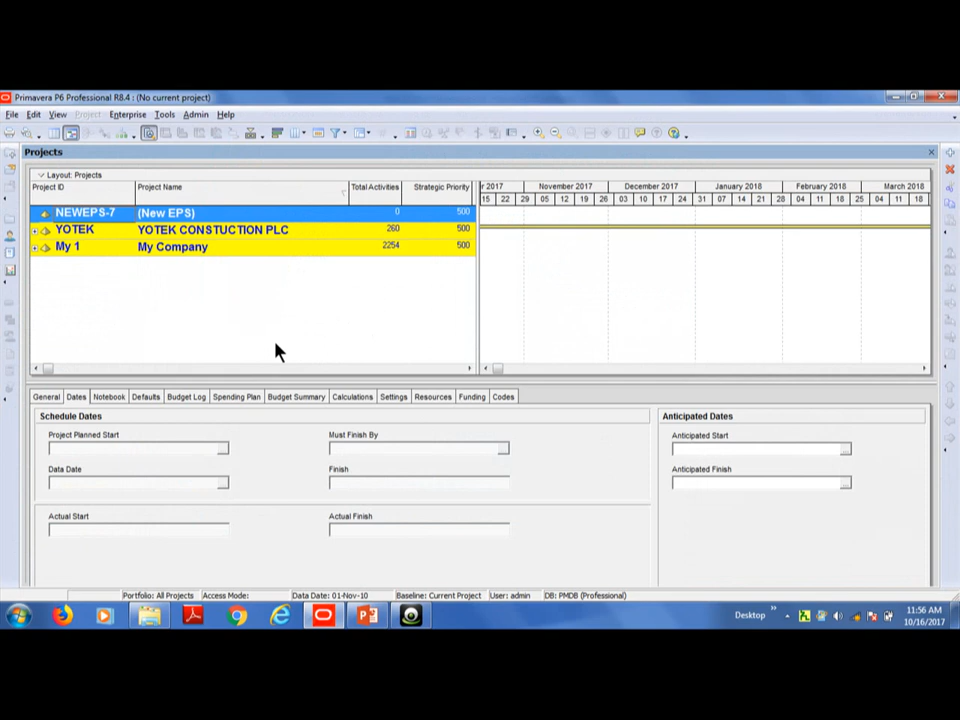 Primavera P6 Professional R8.4 : (No current project)
File Edit View Project Enterprise Tools Admin Help
Projects
Layout: Projects
Project ID Project Name Total Activities Strategic Priority
r 2017 November 2017 December 2017 January 2018 February 2018 March 2018
15 22 29 05 12 19 26 03 10 17 24 31 07 14 21 28 04 11 18 25 04 11 18
NEWEPS-7 (New EPS) 0 500
YOTEK YOTEK CONSTUCTION PLC 260 500
My 1 My Company 2254 500
General Dates Notebook Defaults Budget Log Spending Plan Budget Summary Calculations Settings Resources Funding Codes
Schedule Dates Anticipated Dates
Project Planned Start Must Finish By Anticipated Start
Data Date Finish Anticipated Finish
Actual Start Actual Finish
Portfolio: All Projects Access Mode: Data Date: 01-Nov-10 Baseline: Current Project User: admin DB: PMDB (Professional)
Desktop 11:56 AM
10/16/2017